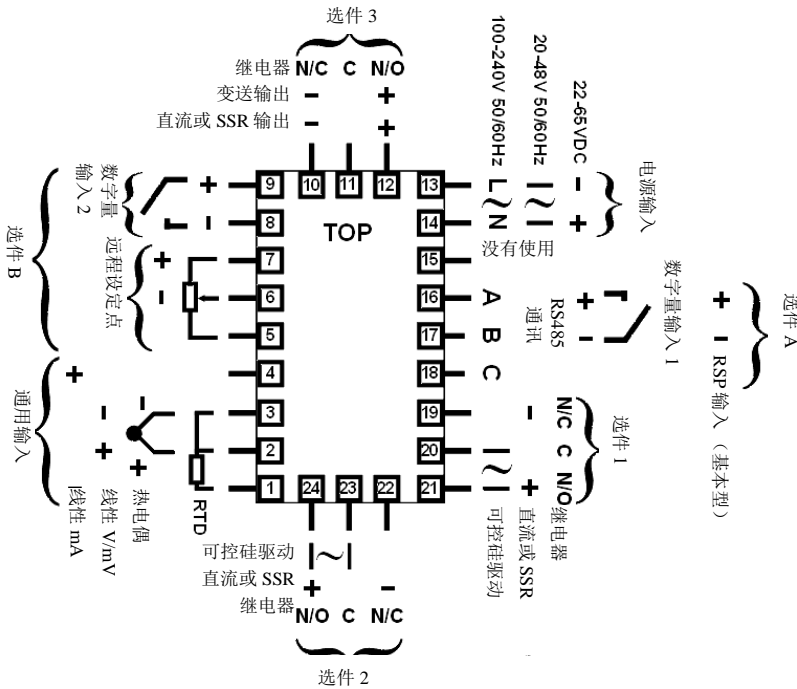 选件 3
继电器 N/C C N/O
变送输出 − +
直流或 SSR 输出 − +
100-240V 50/60Hz
20-48V 50/60Hz
22-65VDC
L ~ N
− +
电源输入
没有使用
TOP
9
8
7
6
5
4
3
2
1
10
11
12
13
14
15
16
17
18
19
20
21
24
23
22
数字量
输入 2
+ −
选件 B
远程设定点
+ −
通用输入
+
− +
− +
线性 mA
线性 V/mV
热电偶
RTD
A
B
C
RS485
通讯
+ −
数字量输入 1
+ − RSP 输入（基本型）
选件 A
选件 1
N/C C N/O 继电器
− + 直流或 SSR
~ 可控硅驱动
可控硅驱动 ~
直流或 SSR + −
继电器 N/O C N/C
选件 2